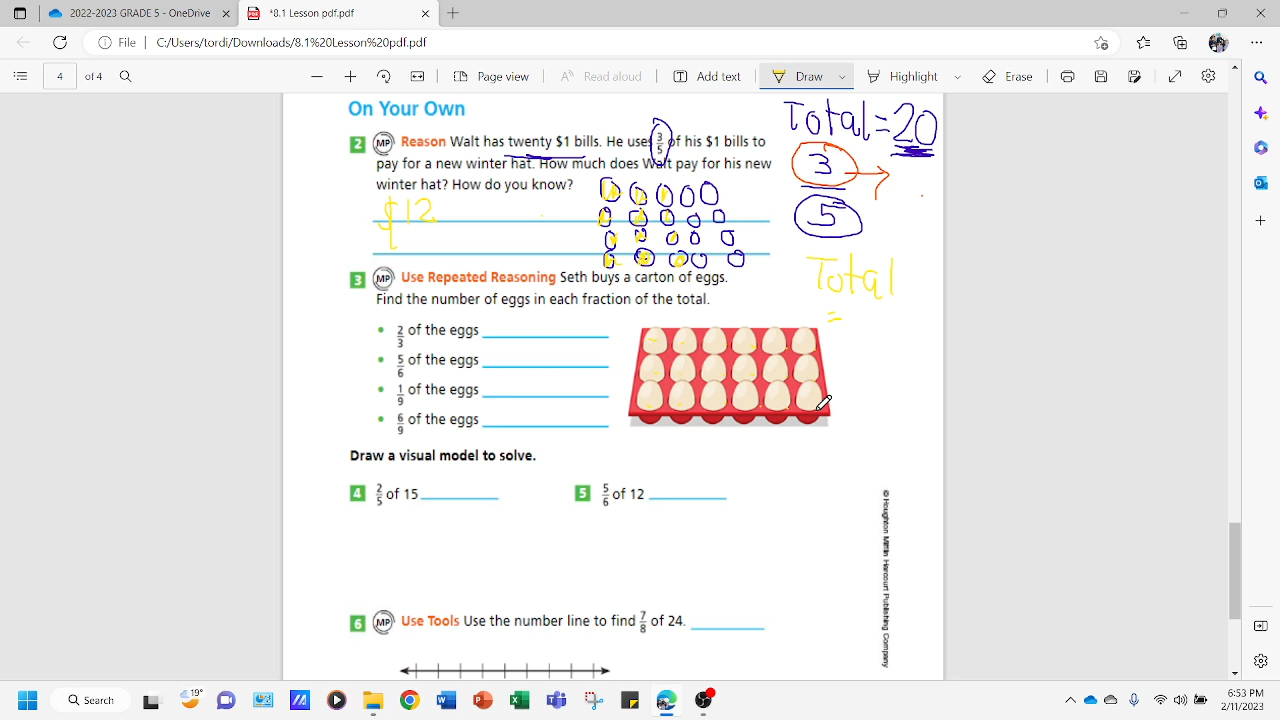 2022-2023 GRADE 5 - OneDrive
*8.1 Lesson pdf.pdf
File C:/Users/tordi/Downloads/8.1%20Lesson%20pdf.pdf
4 of 4 Page view Read aloud Add text Draw Highlight Erase
On Your Own
Total = 20
2 MP Reason Walt has twenty $1 bills. He uses 3/5 of his $1 bills to
pay for a new winter hat. How much does Walt pay for his new
winter hat? How do you know?
3
5
$12
3 MP Use Repeated Reasoning Seth buys a carton of eggs.
Find the number of eggs in each fraction of the total.
Total
=
• 2/3 of the eggs
• 5/6 of the eggs
• 1/9 of the eggs
• 6/9 of the eggs
Draw a visual model to solve.
4 2/5 of 15
5 5/6 of 12
© Houghton Mifflin Harcourt Publishing Company
6 MP Use Tools Use the number line to find 7/8 of 24.
-19°
Search
6:53 PM
2/11/2023